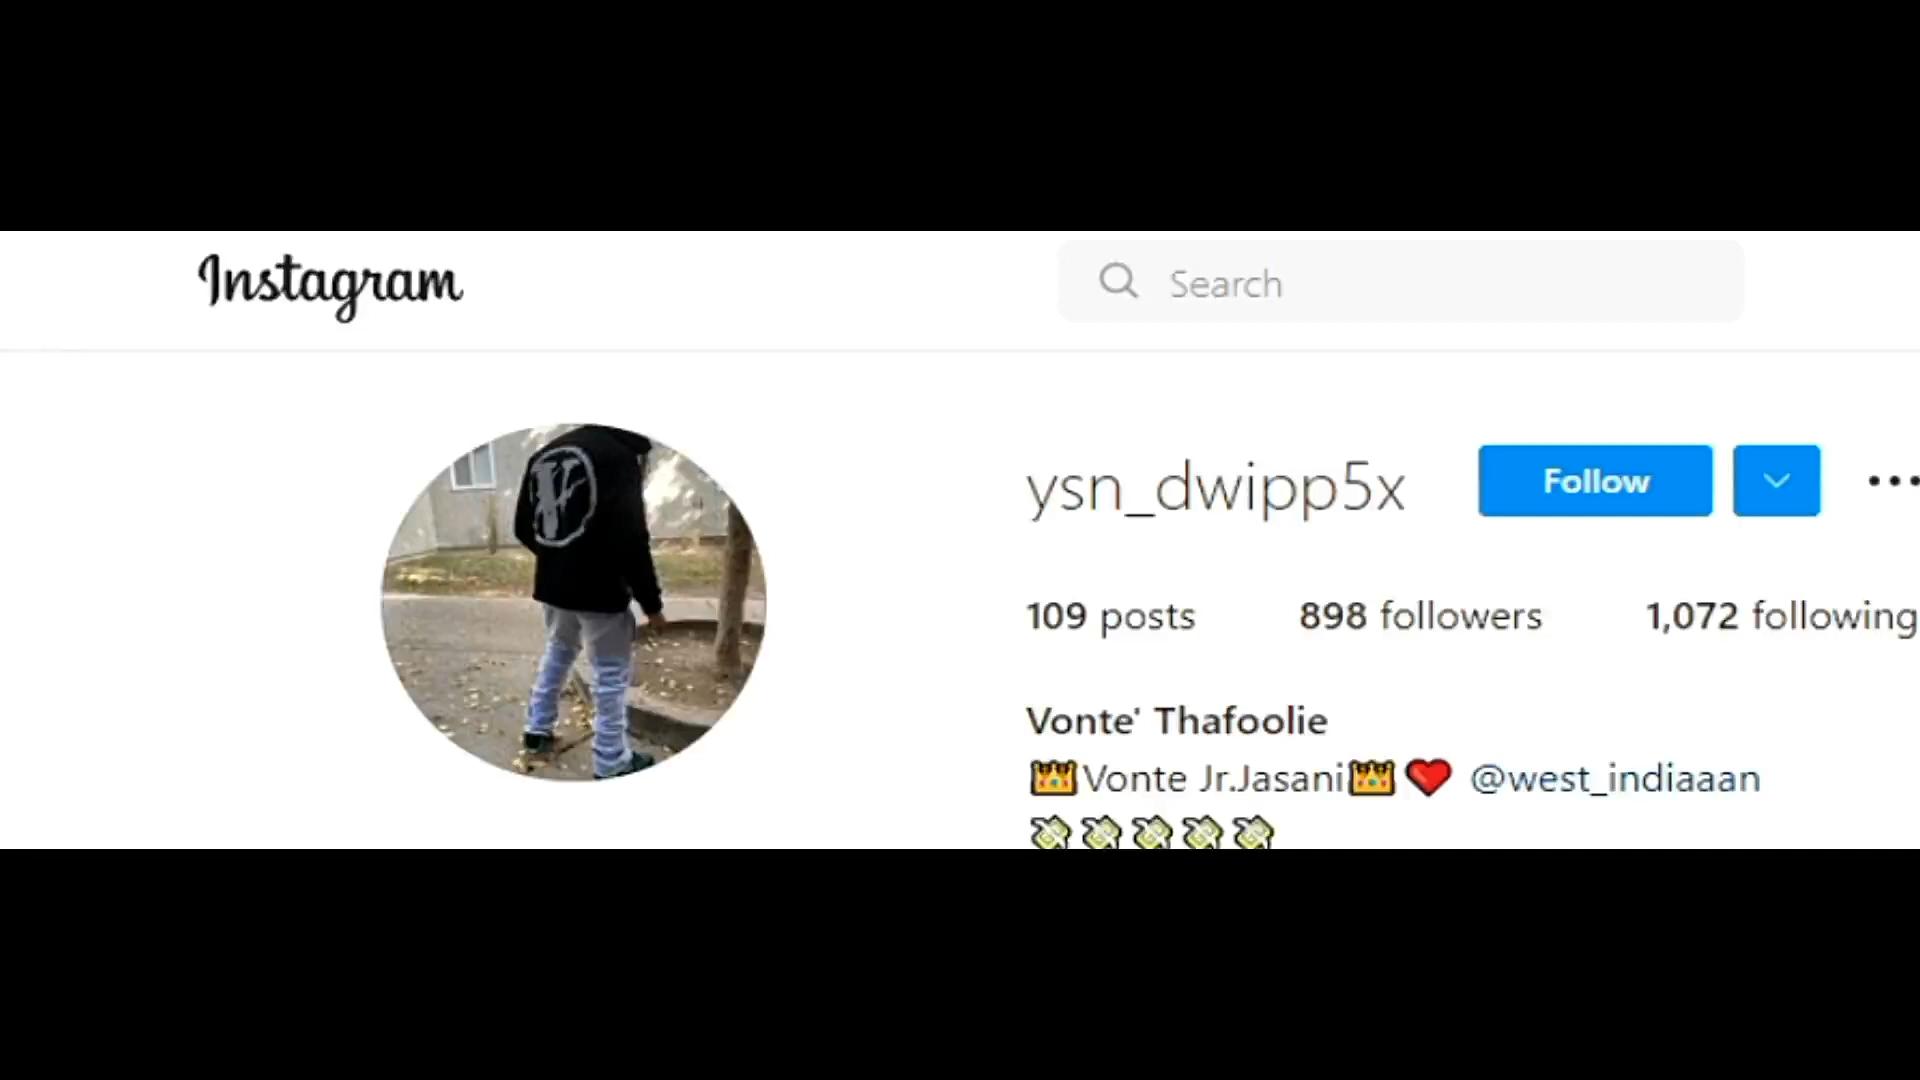 Instagram
Search
ysn_dwipp5x
Follow
109 posts
898 followers
1,072 following
Vonte' Thafoolie
👑Vonte Jr.Jasani👑❤️ @west_indiaaan
💸💸💸💸💸